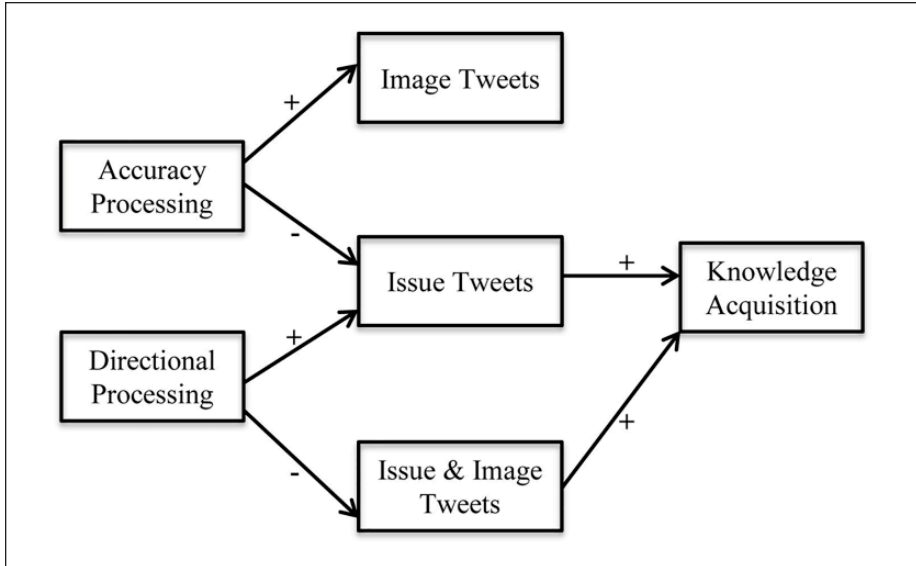 Image Tweets
+
Accuracy
Processing
-
Issue Tweets
+
Knowledge
Acquisition
+
Directional
Processing
-
Issue & Image
Tweets
+